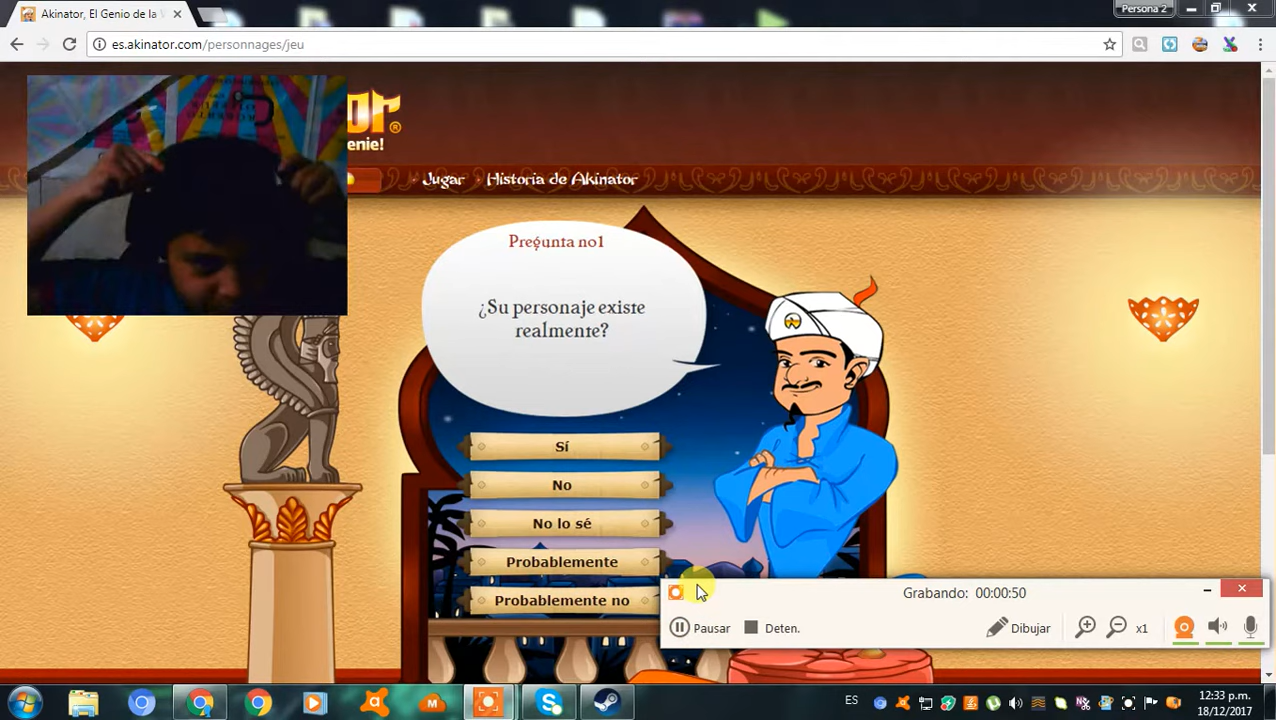 Akinator, El Genio de la
Persona 2
es.akinator.com/personnages/jeu
or®
enie!
Jugar
Historia de Akinator
Pregunta no1
¿Su personaje existe
realmente?
Sí
No
No lo sé
Probablemente
Probablemente no
Grabando: 00:00:50
Pausar
Deten.
Dibujar
x1
ES
12:33 p.m.
18/12/2017